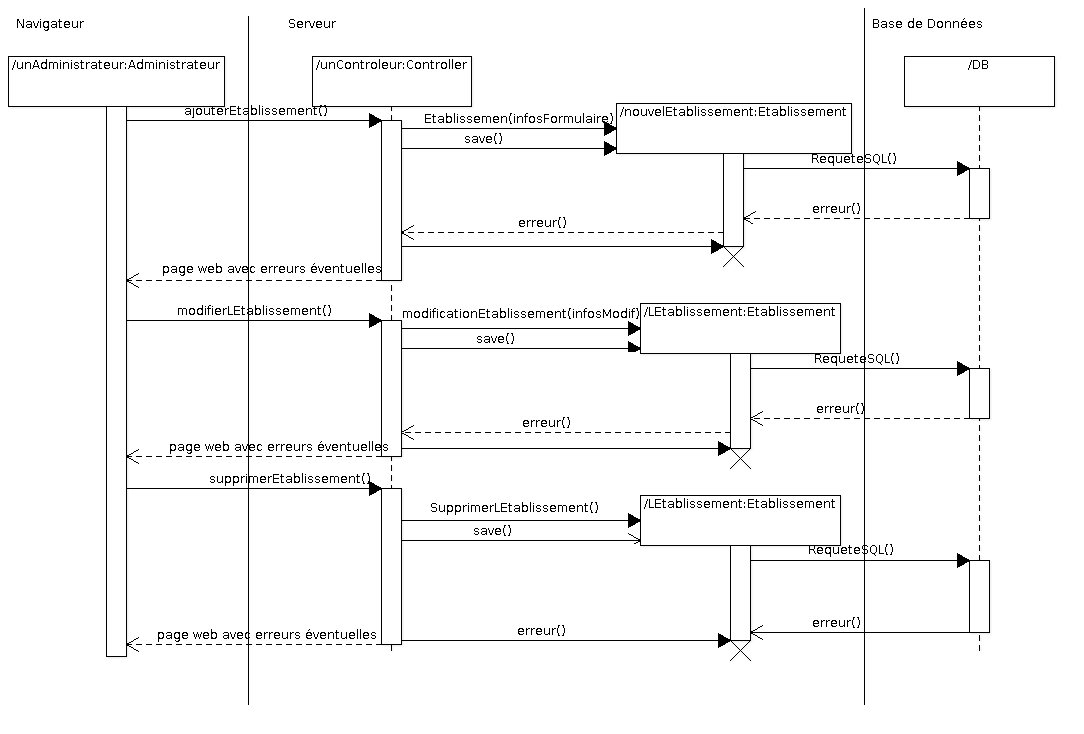 Navigateur
Serveur
Base de Données
/unAdministrateur:Administrateur
/unControleur:Controller
/DB
ajouterEtablissement()
/nouvelEtablissement:Etablissement
Etablissemen(infosFormulaire)
save()
RequeteSQL()
erreur()
erreur()
page web avec erreurs éventuelles
modifierLEtablissement()
modificationEtablissement(infosModif)
/LEtablissement:Etablissement
save()
RequeteSQL()
erreur()
erreur()
page web avec erreurs éventuelles
supprimerEtablissement()
SupprimerLEtablissement()
/LEtablissement:Etablissement
save()
RequeteSQL()
erreur()
erreur()
page web avec erreurs éventuelles